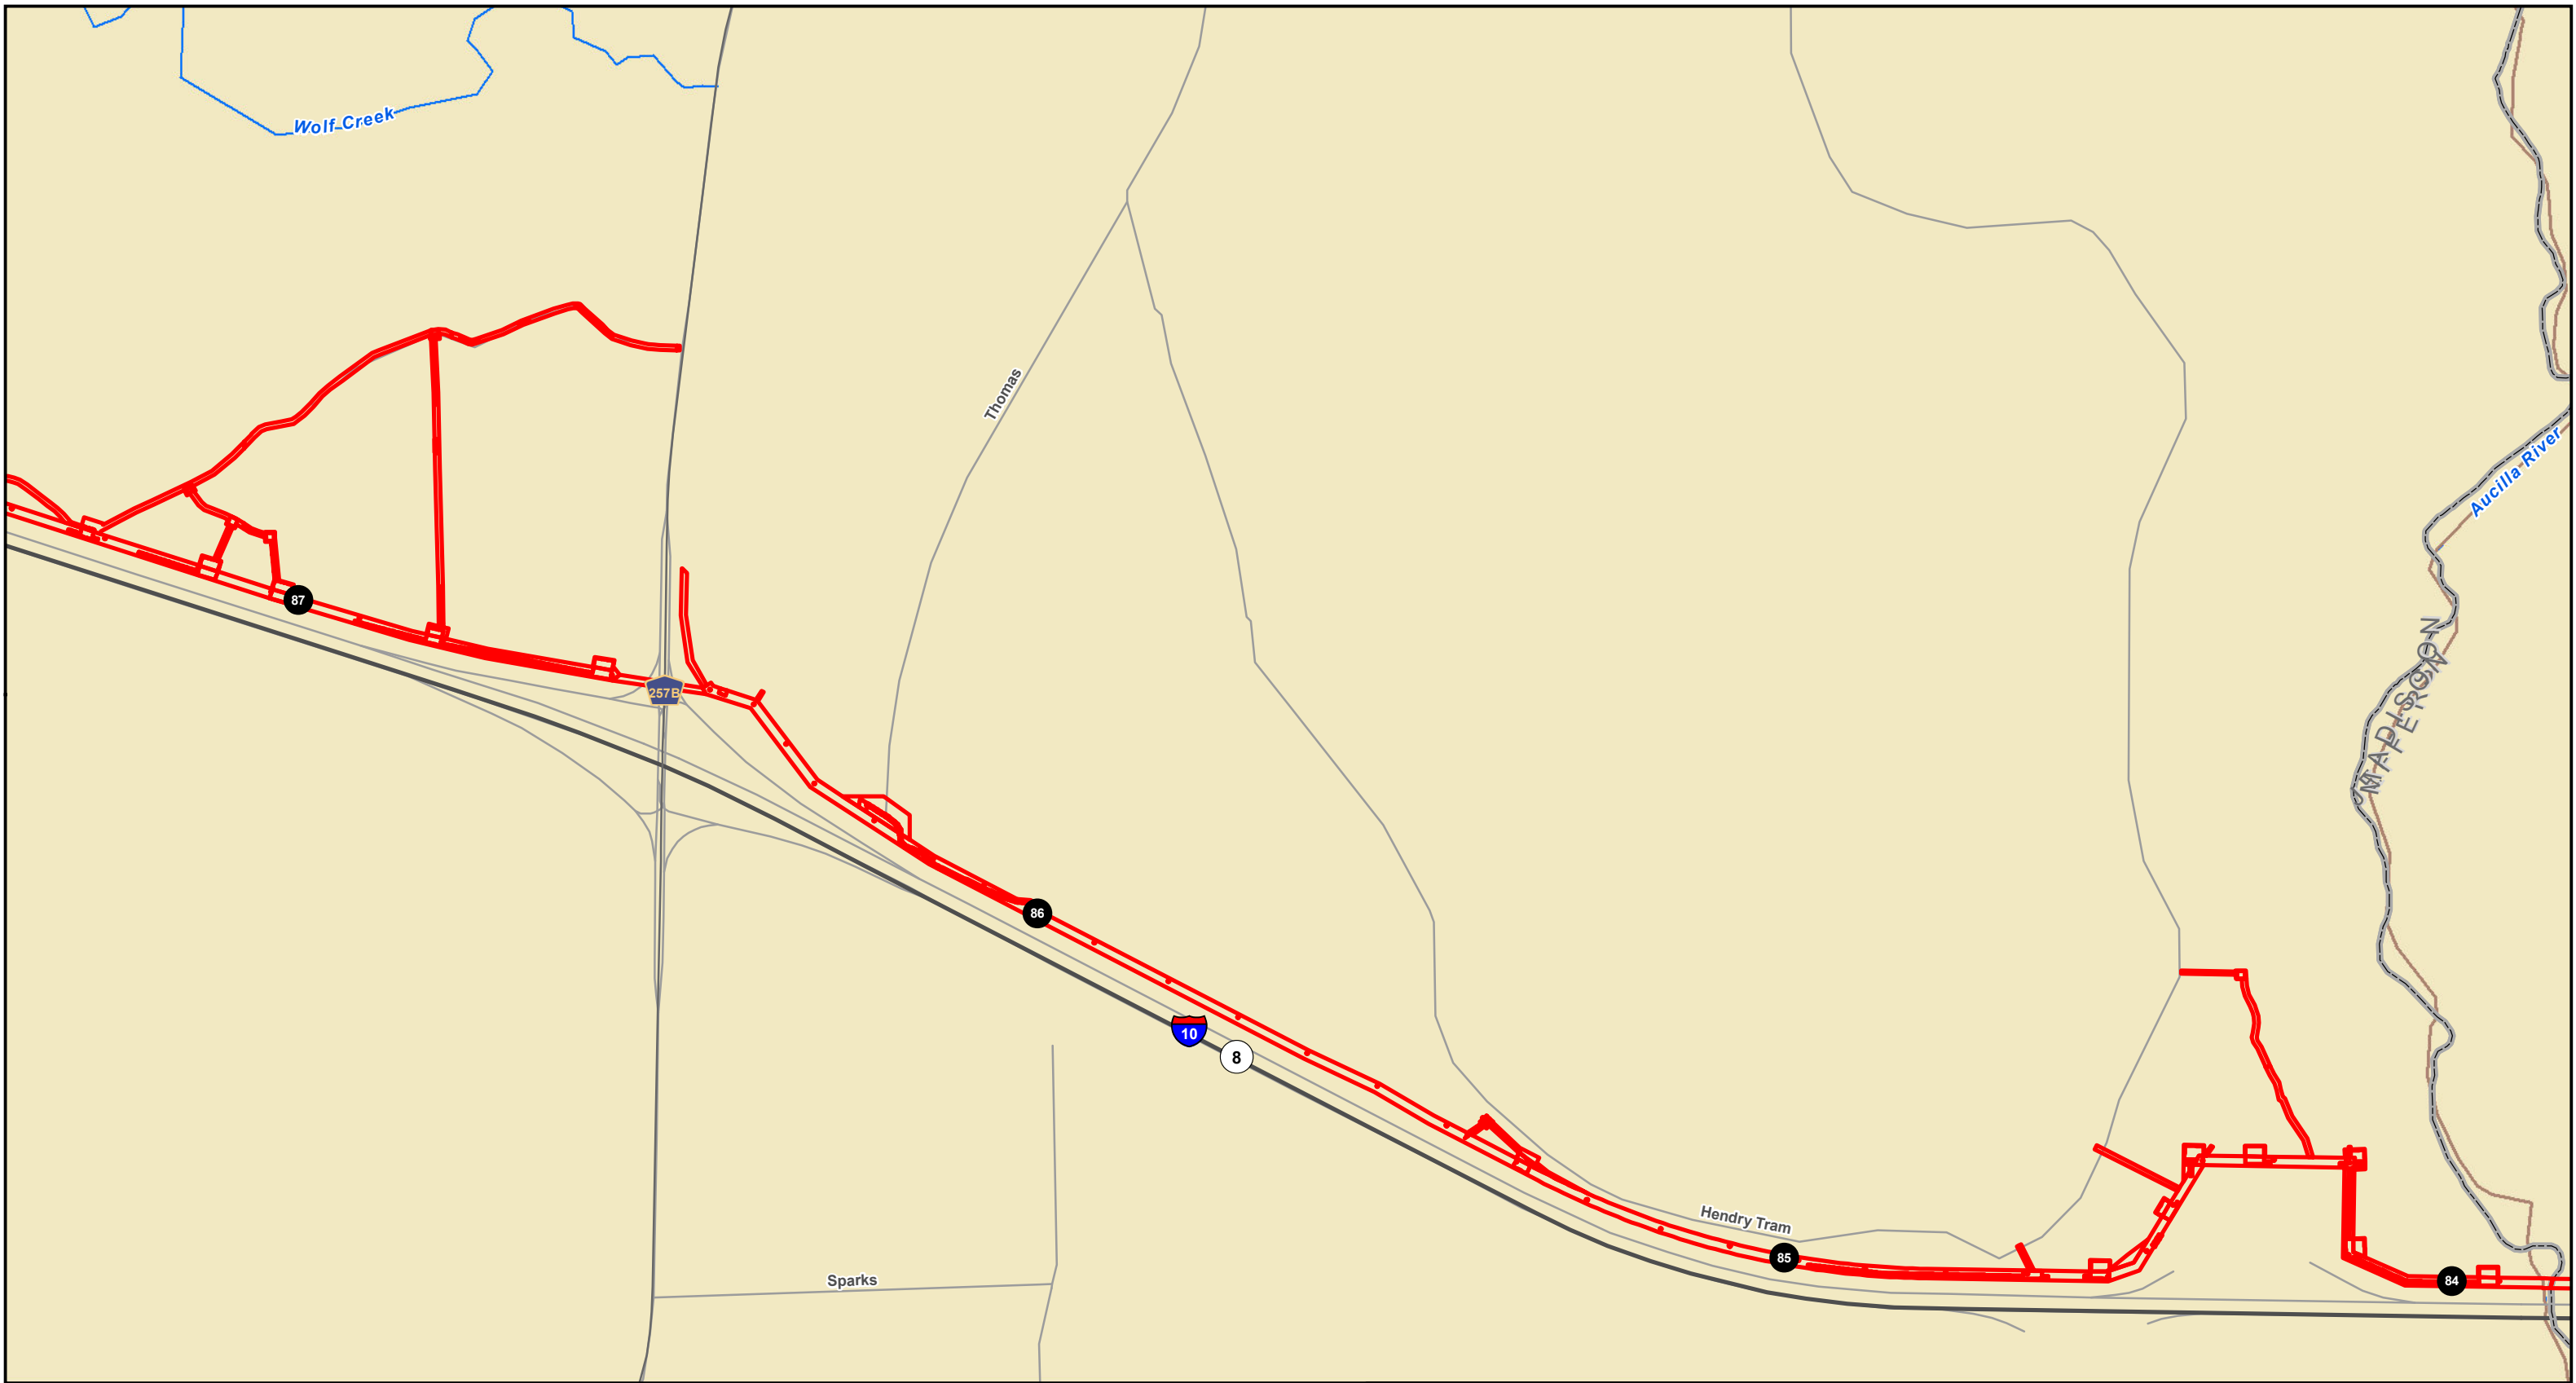 Wolf Creek
Thomas
Aucilla River
87
MADISON
JEFFERSON
257B
86
10
8
Hendry Tram
85
Sparks
84